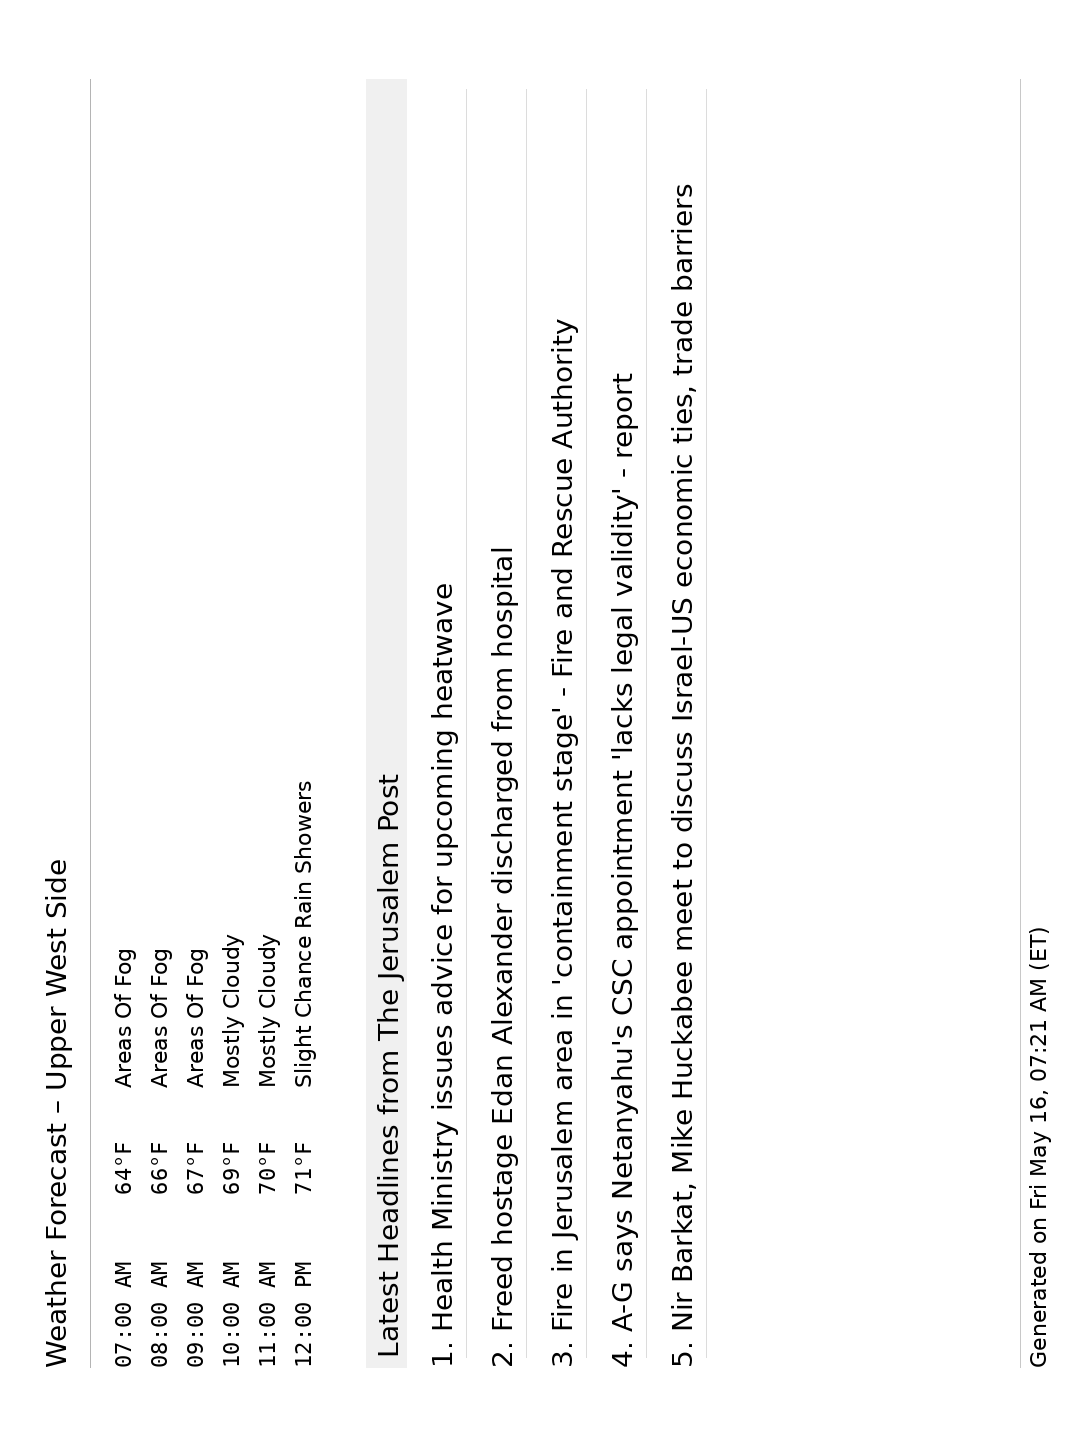 Weather Forecast – Upper West Side
07:00 AM 64°F Areas Of Fog
08:00 AM 66°F Areas Of Fog
09:00 AM 67°F Areas Of Fog
10:00 AM 69°F Mostly Cloudy
11:00 AM 70°F Mostly Cloudy
12:00 PM 71°F Slight Chance Rain Showers
Latest Headlines from The Jerusalem Post
1. Health Ministry issues advice for upcoming heatwave
2. Freed hostage Edan Alexander discharged from hospital
3. Fire in Jerusalem area in 'containment stage' - Fire and Rescue Authority
4. A-G says Netanyahu's CSC appointment 'lacks legal validity' - report
5. Nir Barkat, Mike Huckabee meet to discuss Israel-US economic ties, trade barriers
Generated on Fri May 16, 07:21 AM (ET)